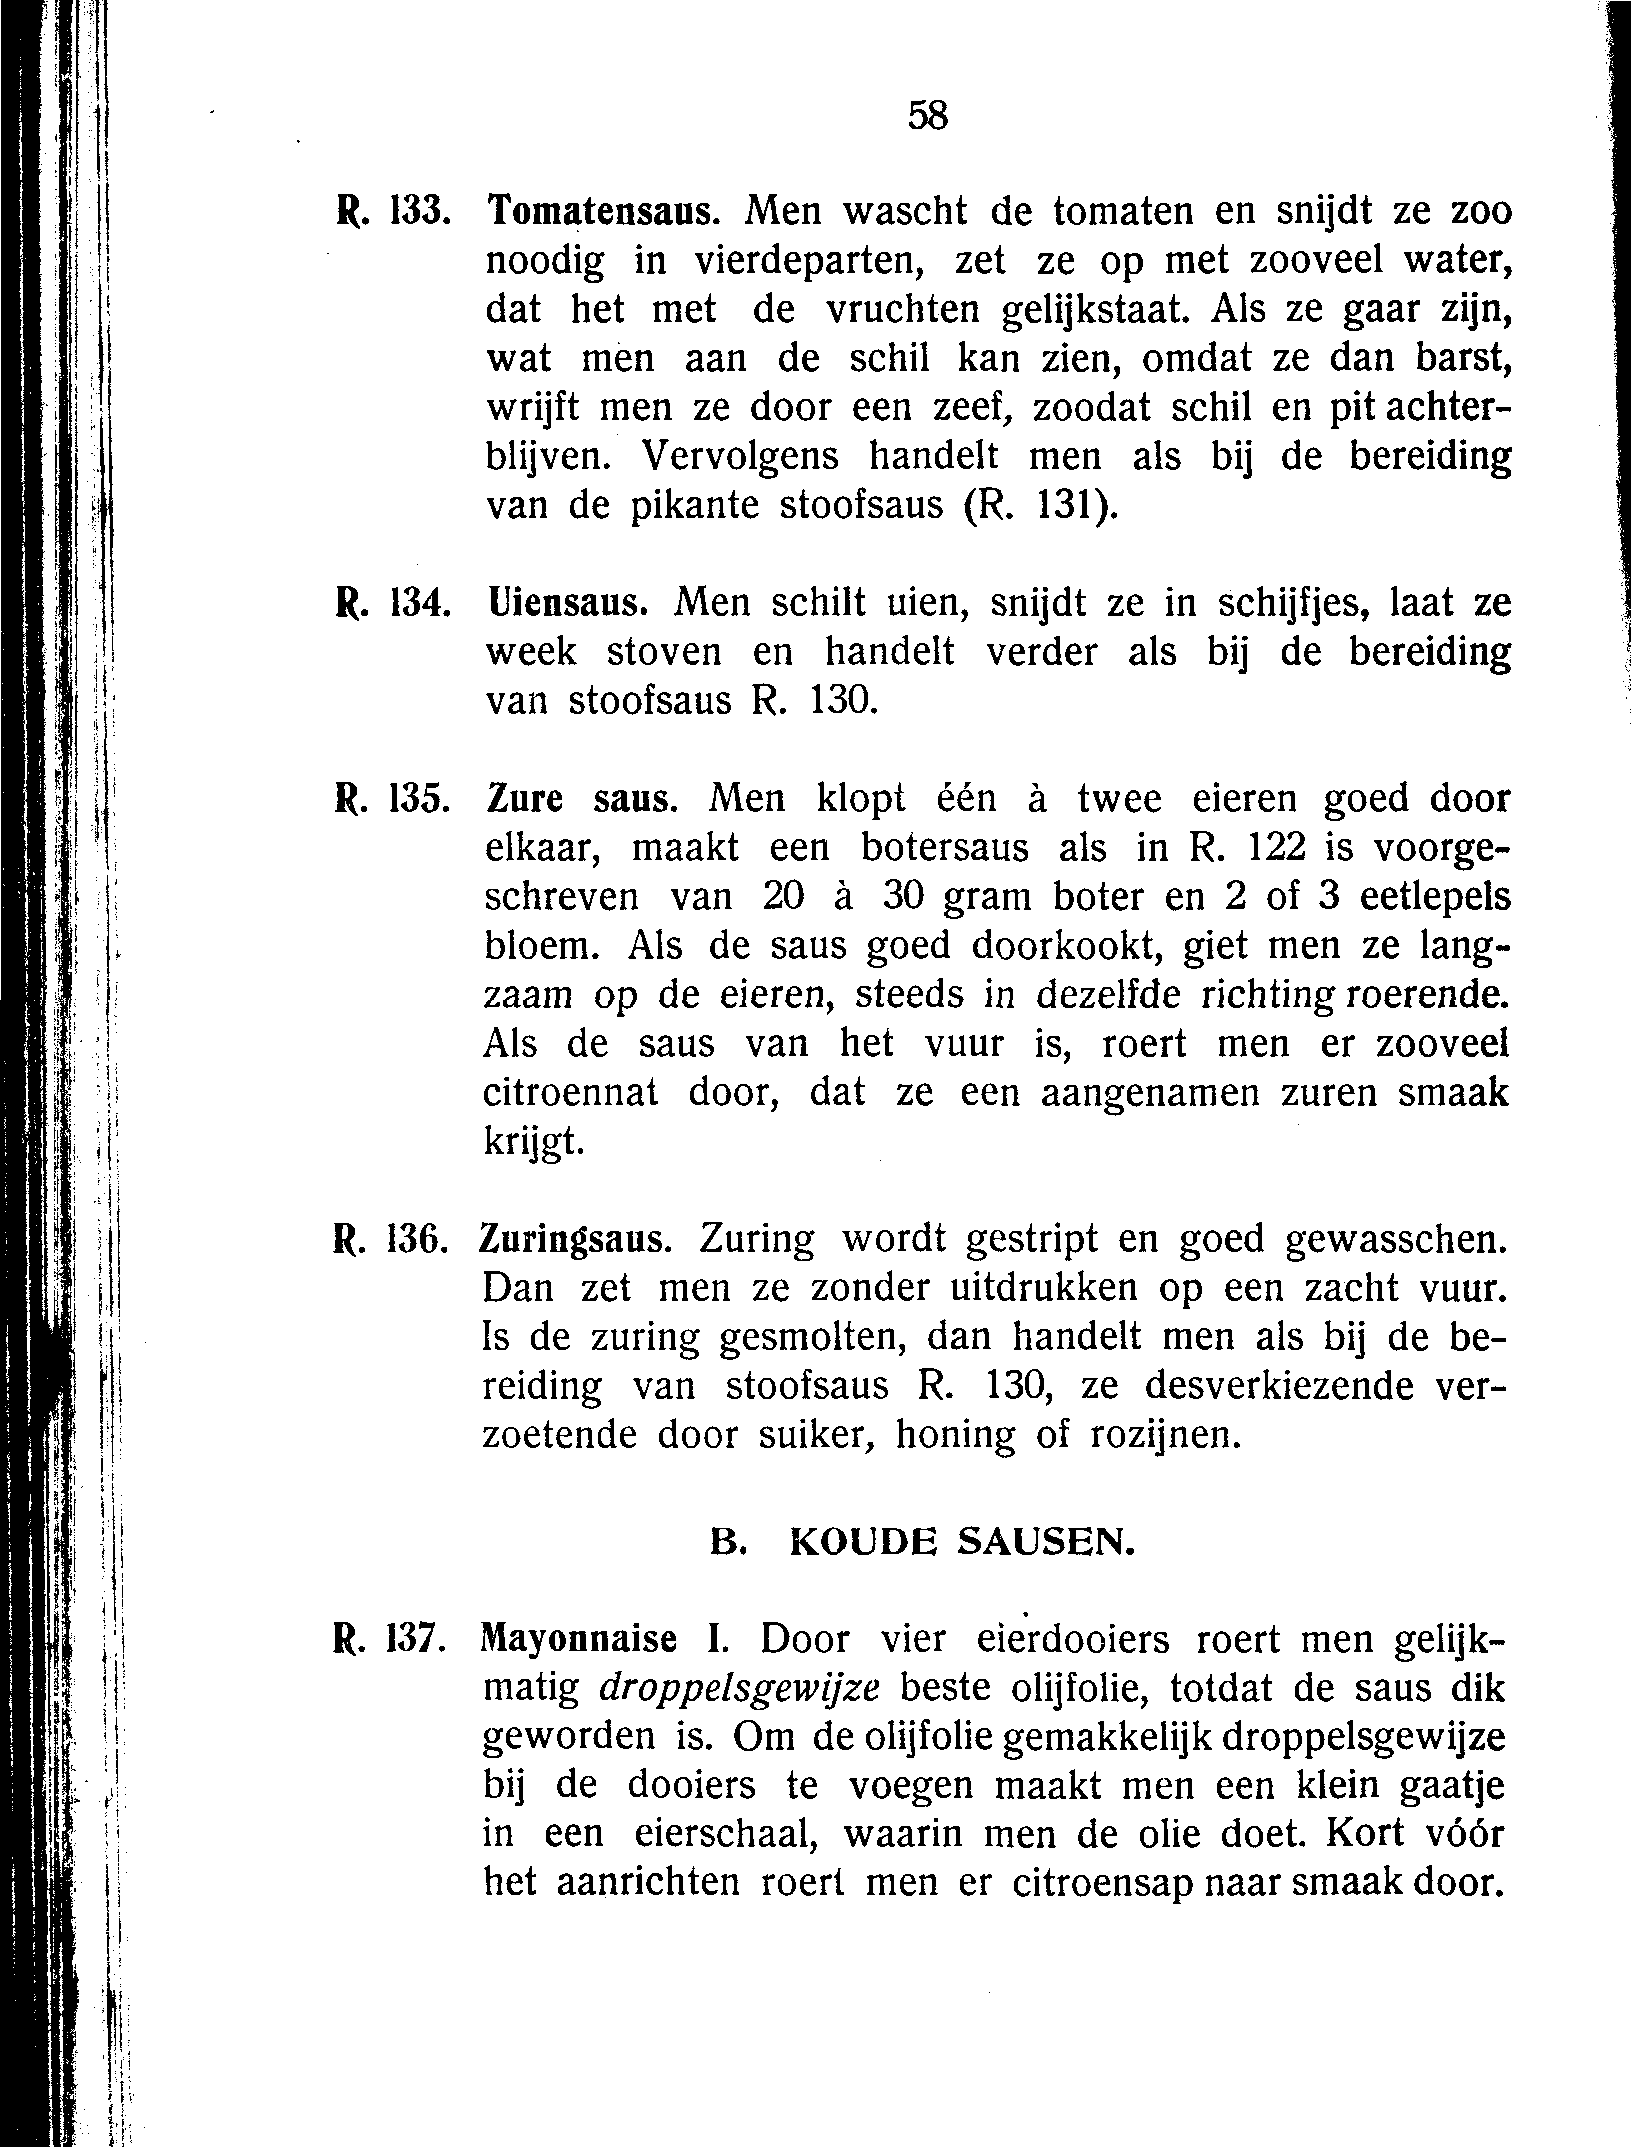 58
R. 133. Tomatensaus. Men wascht de tomaten en snijdt ze zoo
noodig in vierdeparten, zet ze op met zooveel water,
dat het met de vruchten gelijkstaat. Als ze gaar zijn,
wat men aan de schil kan zien, omdat ze dan barst,
wrijft men ze door een zeef, zoodat schil en pit achter-
blijven. Vervolgens handelt men als bij de bereiding
van de pikante stoofsaus (R. 131).
R. 134. Uiensaus. Men schilt uien, snijdt ze in schijfjes, laat ze
week stoven en handelt verder als bij de bereiding
van stoofsaus R. 130.
R. 135. Zure saus. Men klopt één à twee eieren goed door
elkaar, maakt een botersaus als in R. 122 is voorge-
schreven van 20 à 30 gram boter en 2 of 3 eetlepels
bloem. Als de saus goed doorkookt, giet men ze lang-
zaam op de eieren, steeds in dezelfde richting roerende.
Als de saus van het vuur is, roert men er zooveel
citroennat door, dat ze een aangenamen zuren smaak
krijgt.
R. 136. Zuringsaus. Zuring wordt gestript en goed gewasschen.
Dan zet men ze zonder uitdrukken op een zacht vuur.
Is de zuring gesmolten, dan handelt men als bij de be-
reiding van stoofsaus R. 130, ze desverkiezende ver-
zoetende door suiker, honing of rozijnen.
B. KOUDE SAUSEN.
R. 137. Mayonnaise I. Door vier eierdooiers roert men gelijk-
matig droppelsgewijze beste olijfolie, totdat de saus dik
geworden is. Om de olijfolie gemakkelijk droppelsgewijze
bij de dooiers te voegen maakt men een klein gaatje
in een eierschaal, waarin men de olie doet. Kort vóór
het aanrichten roert men er citroensap naar smaak door.